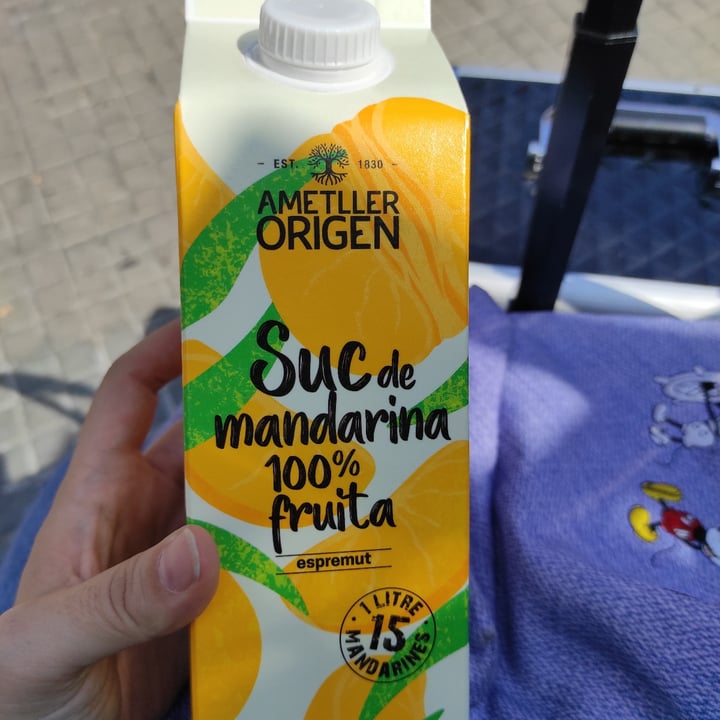 - EST. 1830 -
AMETLLER
ORIGEN
Suc de
mandarina
100%
fruita
espremut
· 1 LITRE ·
15
MANDARINES